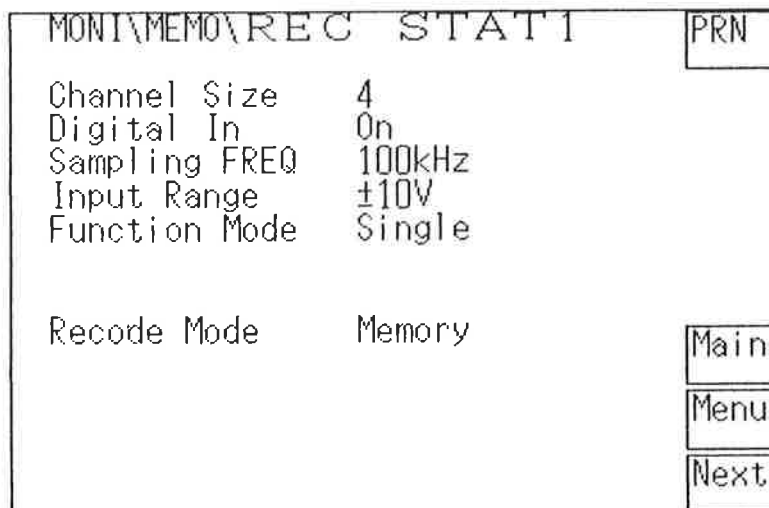 MONI\MEMO\REC STAT1
PRN
Channel Size 4
Digital In On
Sampling FREQ 100kHz
Input Range ±10V
Function Mode Single
Recode Mode Memory
Main
Menu
Next